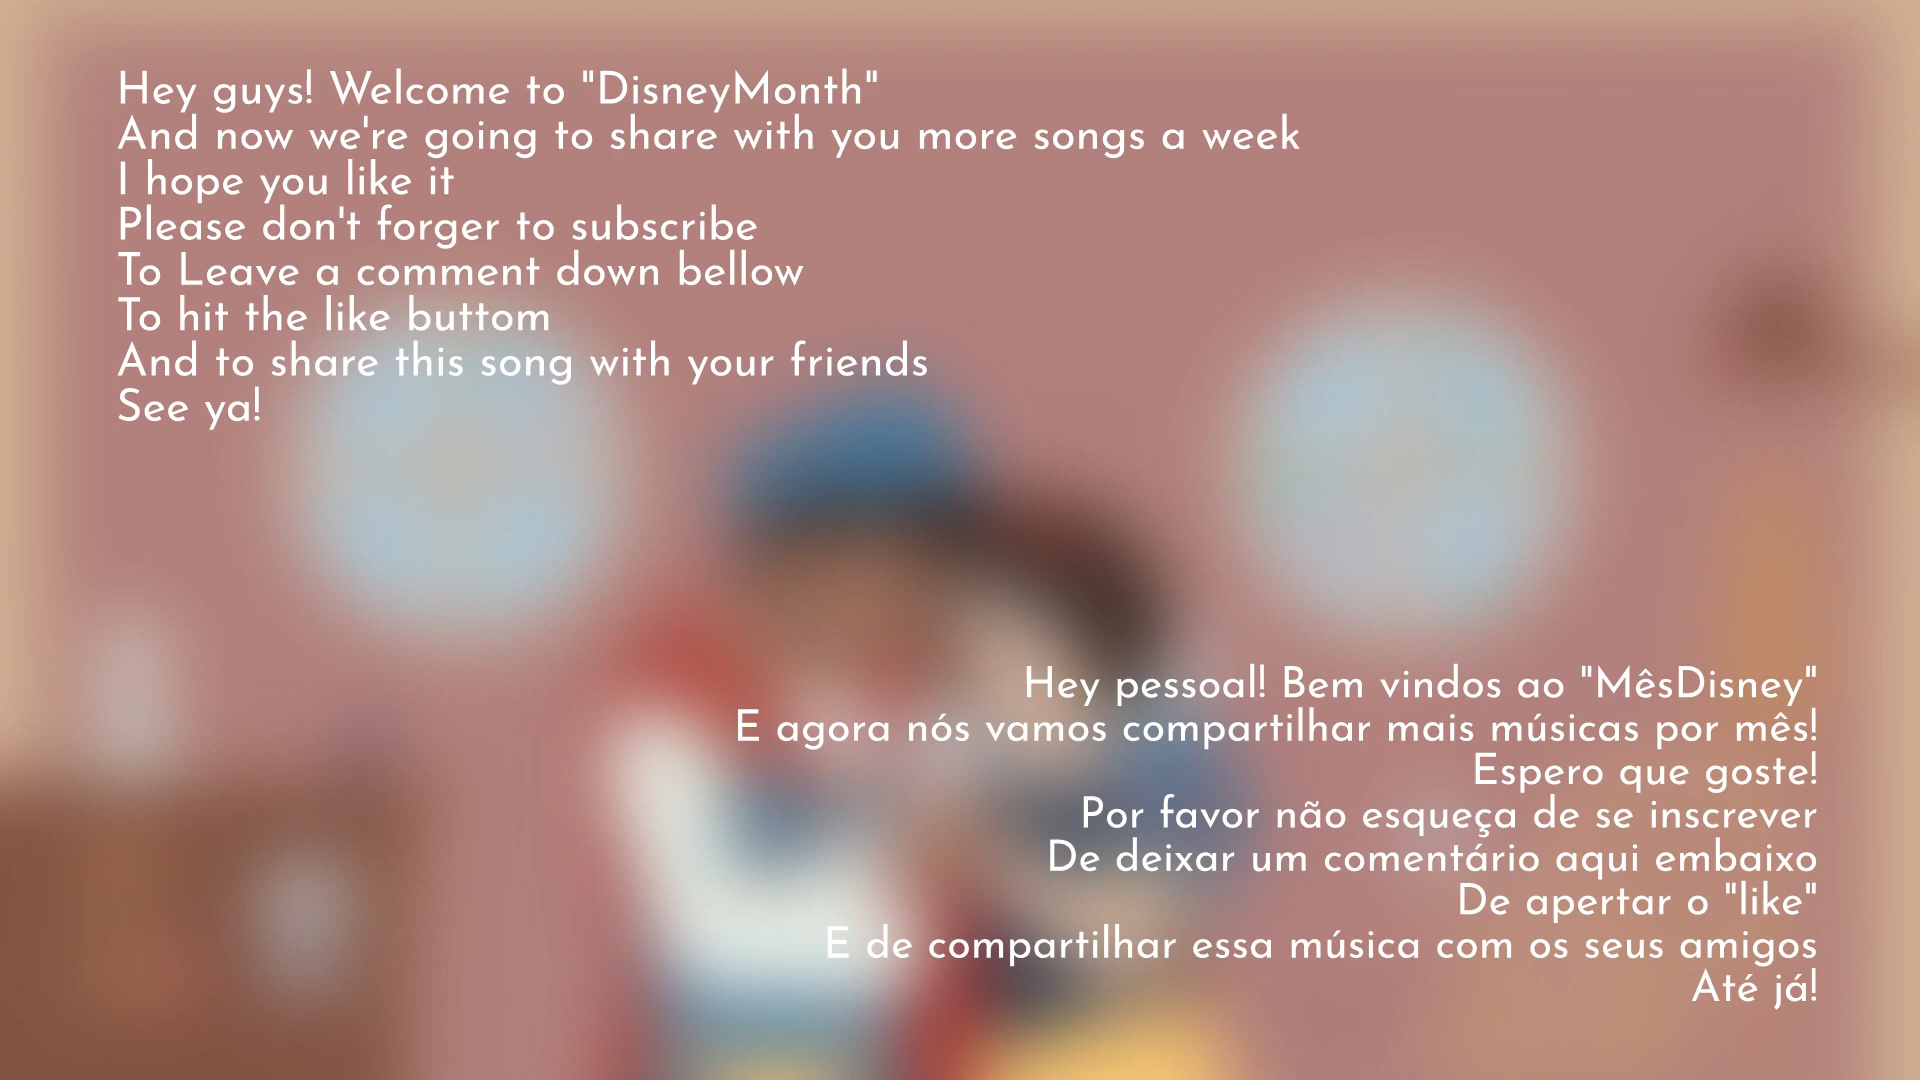 Hey guys! Welcome to "DisneyMonth"
And now we're going to share with you more songs a week
I hope you like it
Please don't forger to subscribe
To Leave a comment down bellow
To hit the like buttom
And to share this song with your friends
See ya!
Hey pessoal! Bem vindos ao "MêsDisney"
E agora nós vamos compartilhar mais músicas por mês!
Espero que goste!
Por favor não esqueça de se inscrever
De deixar um comentário aqui embaixo
De apertar o "like"
E de compartilhar essa música com os seus amigos
Até já!